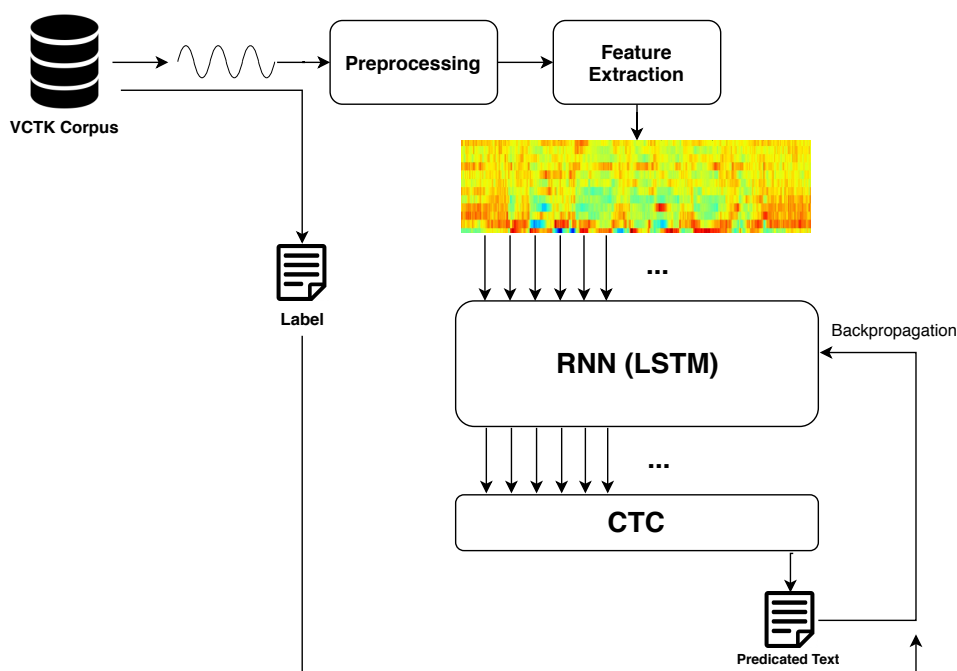 VCTK Corpus
Preprocessing
Feature
Extraction
...
Label
RNN (LSTM)
Backpropagation
...
CTC
Predicated Text